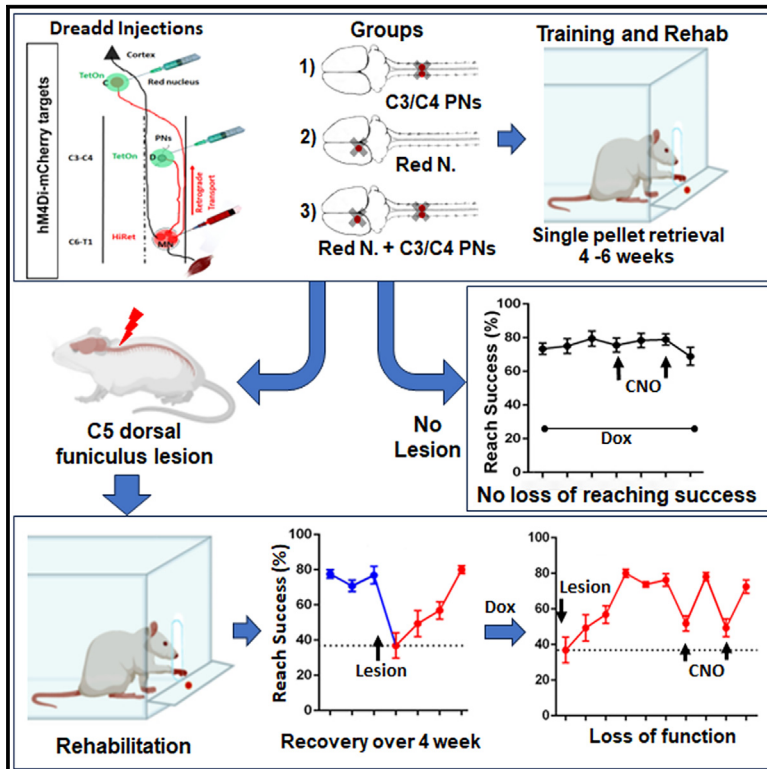 Dreadd Injections
Groups
Training and Rehab
hM4Di-mCherry targets
Cortex
TetOn
C
Red nucleus
PNs
C3-C4
TetOn
D
Retrograde
Transport
C6-T1
HiRet
MN
1)
C3/C4 PNs
2)
Red N.
3)
Red N. + C3/C4 PNs
Single pellet retrieval
4 -6 weeks
C5 dorsal
funiculus lesion
No
Lesion
Reach Success (%)
100
80
60
40
20
0
CNO
Dox
No loss of reaching success
Rehabilitation
Reach Success (%)
100
80
60
40
20
0
Lesion
Recovery over 4 week
Dox
100
80
60
40
20
0
Lesion
CNO
Loss of function